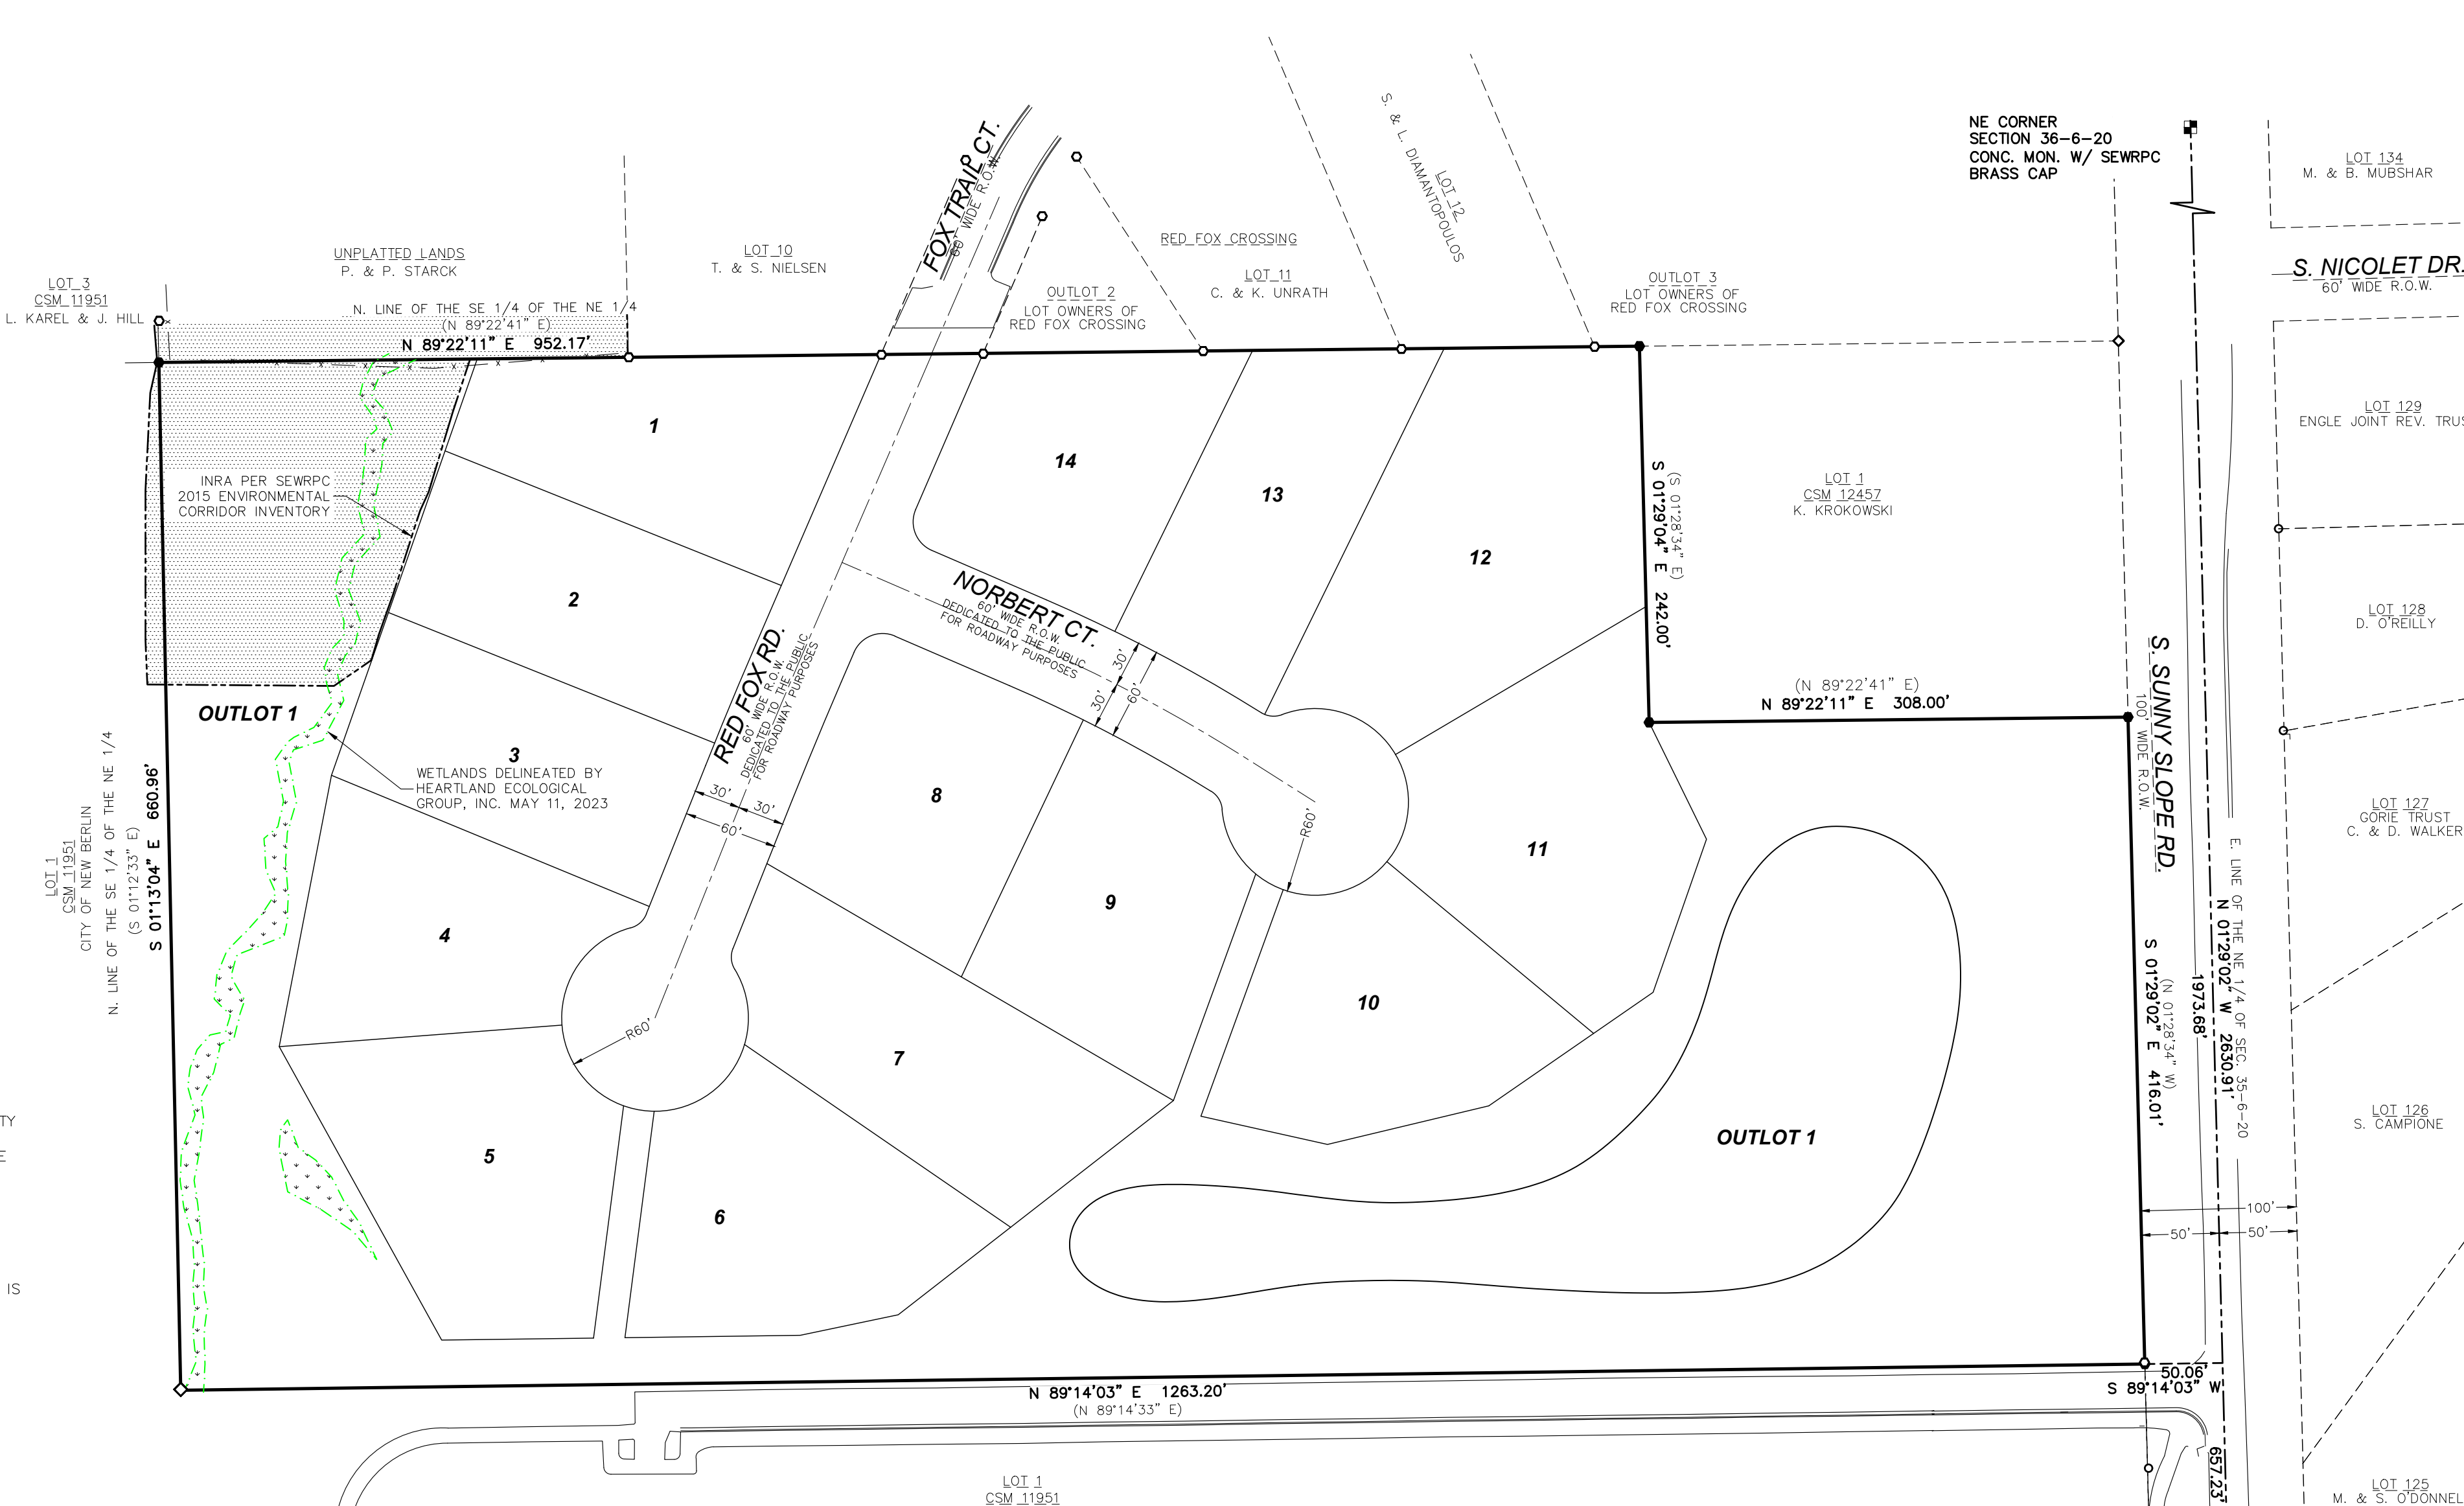 NE CORNER
SECTION 36-6-20
CONC. MON. W/ SEWRPC
BRASS CAP
LOT 134
M. & B. MUBSHAR
S. NICOLET DR.
60' WIDE R.O.W.
FOX TRAIL CT.
60' WIDE R.O.W.
S. & L. DIAMANTOPOULOS
LOT 12
RED FOX CROSSING
LOT 11
C. & K. UNRATH
OUTLOT 3
LOT OWNERS OF
RED FOX CROSSING
OUTLOT 2
LOT OWNERS OF
RED FOX CROSSING
LOT 10
T. & S. NIELSEN
UNPLATTED LANDS
P. & P. STARCK
LOT 3
CSM 11951
L. KAREL & J. HILL
N. LINE OF THE SE 1/4 OF THE NE 1/4
(N 89°22'41" E)
N 89°22'11" E 952.17'
1
14
13
12
2
3
8
9
11
4
10
7
5
6
INRA PER SEWRPC
2015 ENVIRONMENTAL
CORRIDOR INVENTORY
OUTLOT 1
WETLANDS DELINEATED BY
HEARTLAND ECOLOGICAL
GROUP, INC. MAY 11, 2023
NORBERT CT.
60' WIDE R.O.W.
DEDICATED TO THE PUBLIC
FOR ROADWAY PURPOSES
30'
30'
60'
RED FOX RD.
60' WIDE R.O.W.
DEDICATED TO THE PUBLIC
FOR ROADWAY PURPOSES
30'
30'
60'
R60'
R60'
(S 01°28'34" E)
S 01°29'04" E 242.00'
LOT 1
CSM 12457
K. KROKOWSKI
(N 89°22'41" E)
N 89°22'11" E 308.00'
S. SUNNY SLOPE RD.
100' WIDE R.O.W.
LOT 129
ENGLE JOINT REV. TRUS
LOT 128
D. O'REILLY
LOT 127
GORIE TRUST
C. & D. WALKER
LOT 126
S. CAMPIONE
LOT 125
M. & S. O'DONNEL
E. LINE OF THE NE 1/4 OF SEC. 35-6-20
N 01°29'02" W 2630.91'
1973.68'
(N 01°28'34" W)
S 01°29'02" E 416.01'
100'
50'
50'
OUTLOT 1
50.06'
S 89°14'03" W
657.23'
N 89°14'03" E 1263.20'
(N 89°14'33" E)
LOT 1
CSM 11951
LOT 1
CSM 11951
CITY OF NEW BERLIN
N. LINE OF THE SE 1/4 OF THE NE 1/4
(S 01°12'33" E)
S 01°13'04" E 660.96'
TY
E
IS